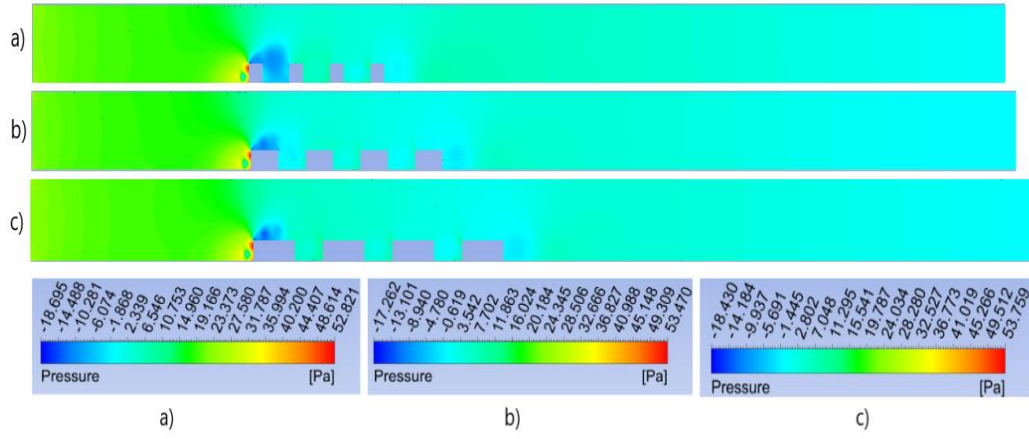 a)
b)
c)
-18.695 -14.488 -10.281 -6.074 -1.868 2.339 6.546 10.753 14.960 19.166 23.373 27.580 31.787 35.994 40.200 44.407 48.614 52.821
Pressure [Pa]
-17.262 -13.101 -8.940 -4.780 -0.619 3.542 7.702 11.863 16.024 20.184 24.345 28.506 32.666 36.827 40.988 45.148 49.309 53.470
Pressure [Pa]
-18.430 -14.184 -9.937 -5.691 -1.445 2.802 7.048 11.295 15.541 19.787 24.034 28.280 32.527 36.773 41.019 45.266 49.512 53.759
Pressure [Pa]
a) b) c)